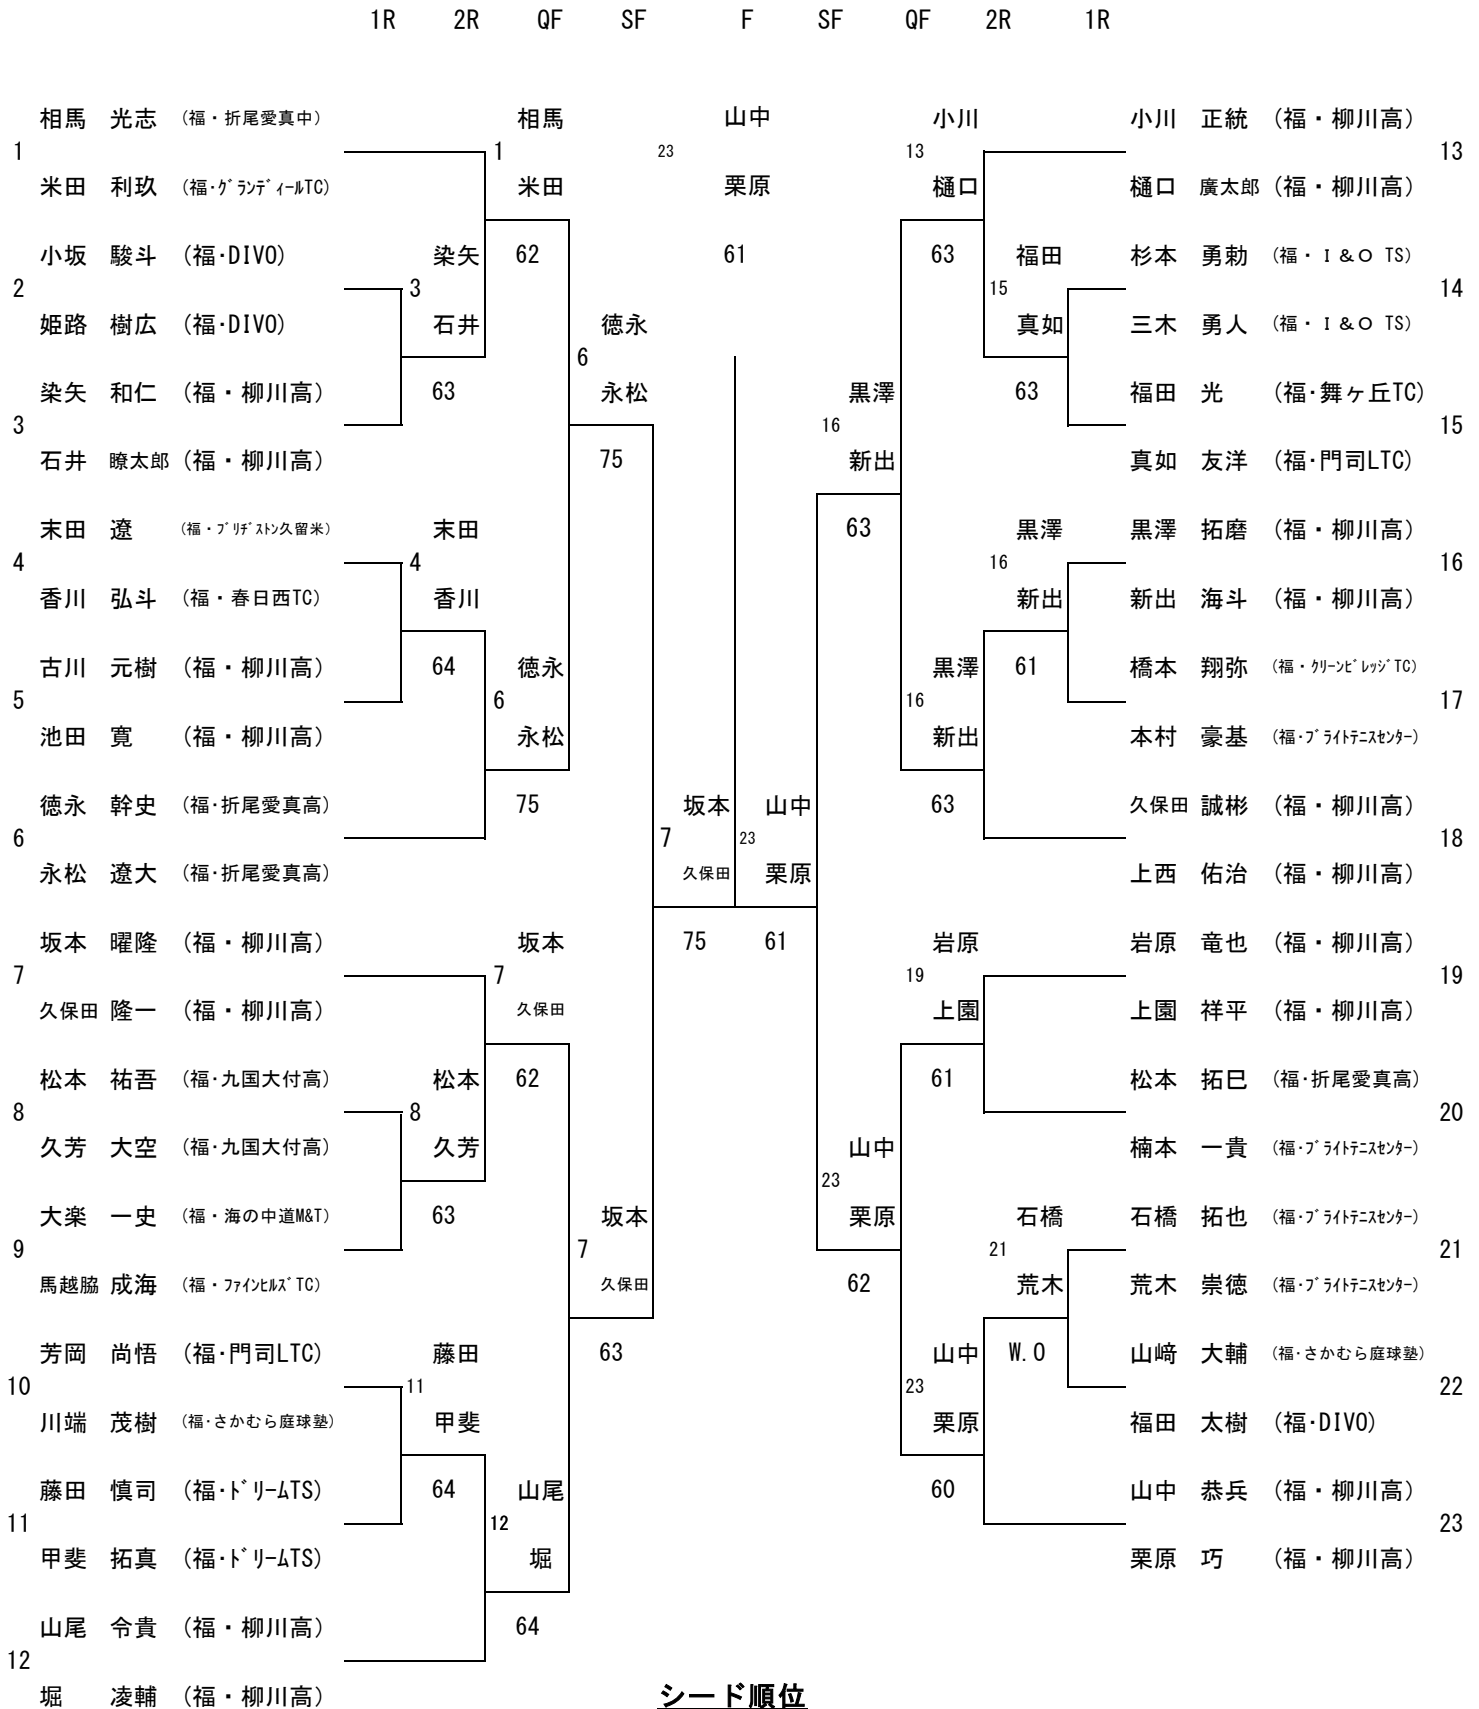 1R 2R QF SF F SF QF 2R 1R
相馬 光志 (福・折尾愛真中) 相馬 山中 小川 小川 正統 (福・柳川高)
1 1 23 13 13
米田 利玖 (福・グランディールTC) 米田 栗原 樋口 樋口 廣太郎 (福・柳川高)
小坂 駿斗 (福・DIVO) 染矢 62 61 63 福田 杉本 勇勅 (福・I&O TS)
2 3 15 14
姫路 樹広 (福・DIVO) 石井 徳永 真如 三木 勇人 (福・I&O TS)
6
染矢 和仁 (福・柳川高) 63 永松 黒澤 63 福田 光 (福・舞ヶ丘TC)
3 16 15
石井 瞭太郎 (福・柳川高) 75 新出 真如 友洋 (福・門司LTC)
末田 遼 (福・ブリヂストン久留米) 末田 63 黒澤 黒澤 拓磨 (福・柳川高)
4 4 16 16
香川 弘斗 (福・春日西TC) 香川 新出 新出 海斗 (福・柳川高)
古川 元樹 (福・柳川高) 64 徳永 黒澤 61 橋本 翔弥 (福・クリーンビレッジTC)
5 6 16 17
池田 寛 (福・柳川高) 永松 新出 本村 豪基 (福・ブライトテニスセンター)
徳永 幹史 (福・折尾愛真高) 75 坂本 山中 63 久保田 誠彬 (福・柳川高)
6 7 23 18
永松 遼大 (福・折尾愛真高) 久保田 栗原 上西 佑治 (福・柳川高)
坂本 曜隆 (福・柳川高) 坂本 75 61 岩原 岩原 竜也 (福・柳川高)
7 7 19 19
久保田 隆一 (福・柳川高) 久保田 上園 上園 祥平 (福・柳川高)
松本 祐吾 (福・九国大付高) 松本 62 61 松本 拓巳 (福・折尾愛真高)
8 8 20
久芳 大空 (福・九国大付高) 久芳 山中 楠本 一貴 (福・ブライトテニスセンター)
23
大楽 一史 (福・海の中道M&T) 63 坂本 栗原 石橋 石橋 拓也 (福・ブライトテニスセンター)
9 7 21 21
馬越脇 成海 (福・ファインヒルズTC) 久保田 62 荒木 荒木 崇徳 (福・ブライトテニスセンター)
芳岡 尚悟 (福・門司LTC) 藤田 63 山中 W.O 山﨑 大輔 (福・さかむら庭球塾)
10 11 23 22
川端 茂樹 (福・さかむら庭球塾) 甲斐 栗原 福田 太樹 (福・DIVO)
藤田 慎司 (福・ドリームTS) 64 山尾 60 山中 恭兵 (福・柳川高)
11 12 23
甲斐 拓真 (福・ドリームTS) 堀 栗原 巧 (福・柳川高)
山尾 令貴 (福・柳川高) 64
12
堀 凌輔 (福・柳川高) シード順位